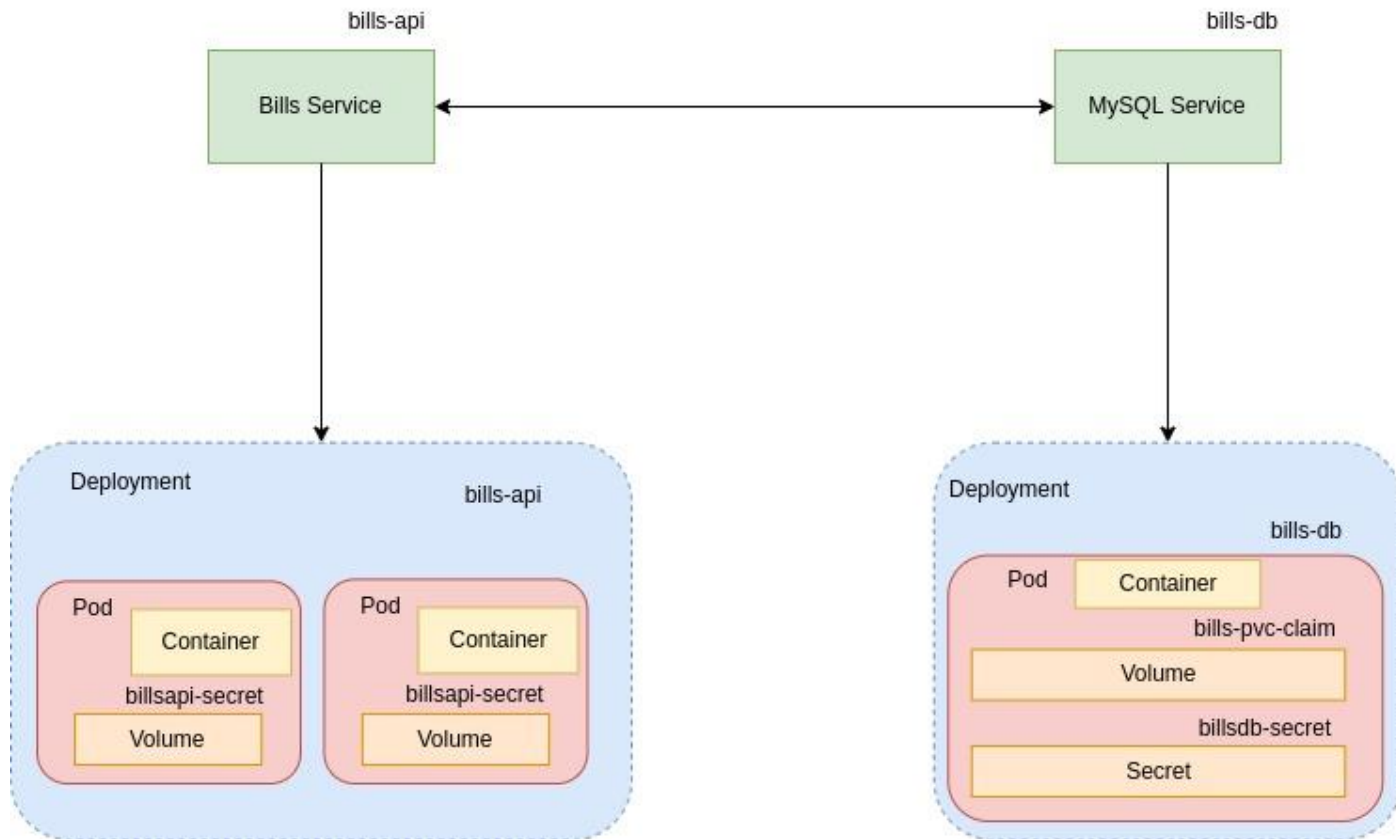 bills-api
bills-db
Bills Service
MySQL Service
Deployment
bills-api
Pod
Container
billsapi-secret
Volume
Pod
Container
billsapi-secret
Volume
Deployment
bills-db
Pod
Container
bills-pvc-claim
Volume
billsdb-secret
Secret